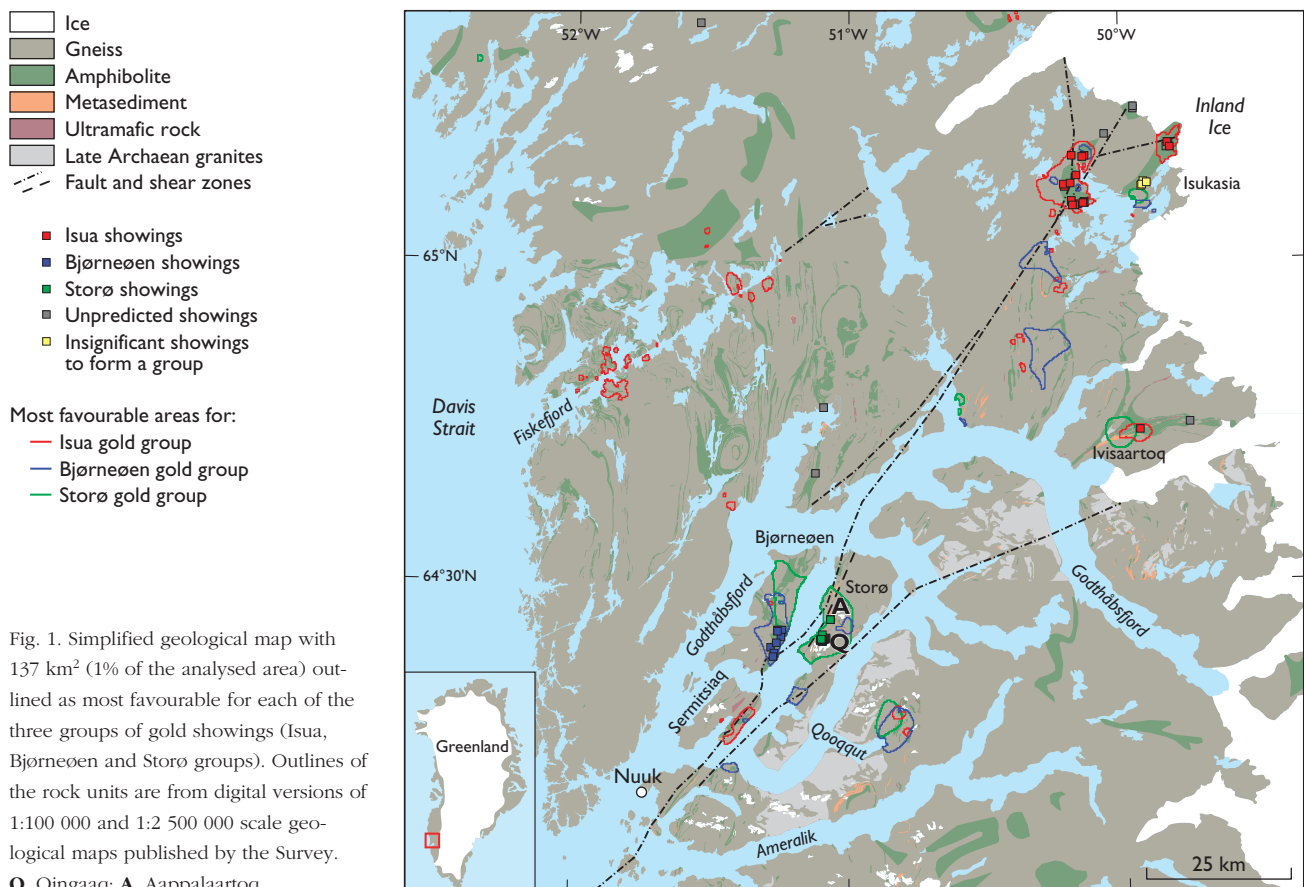 Ice
Gneiss
Amphibolite
Metasediment
Ultramafic rock
Late Archaean granites
Fault and shear zones
Isua showings
Bjørneøen showings
Storø showings
Unpredicted showings
Insignificant showings
to form a group
Most favourable areas for:
Isua gold group
Bjørneøen gold group
Storø gold group
Fig. 1. Simplified geological map with
137 km² (1% of the analysed area) out-
lined as most favourable for each of the
three groups of gold showings (Isua,
Bjørneøen and Storø groups). Outlines of
the rock units are from digital versions of
1:100 000 and 1:2 500 000 scale geo-
logical maps published by the Survey.
Q, Qingaaq; A, Aappalaartoq.
52°W
51°W
50°W
Inland
Ice
Isukasia
65°N
Davis
Strait
Fiskefjord
Ivisaartoq
Bjørneøen
64°30'N
Storø
A
Q
Godthåbsfjord
Godthåbsfjord
Sermitsiaq
Qooqqut
Greenland
Nuuk
Ameralik
25 km